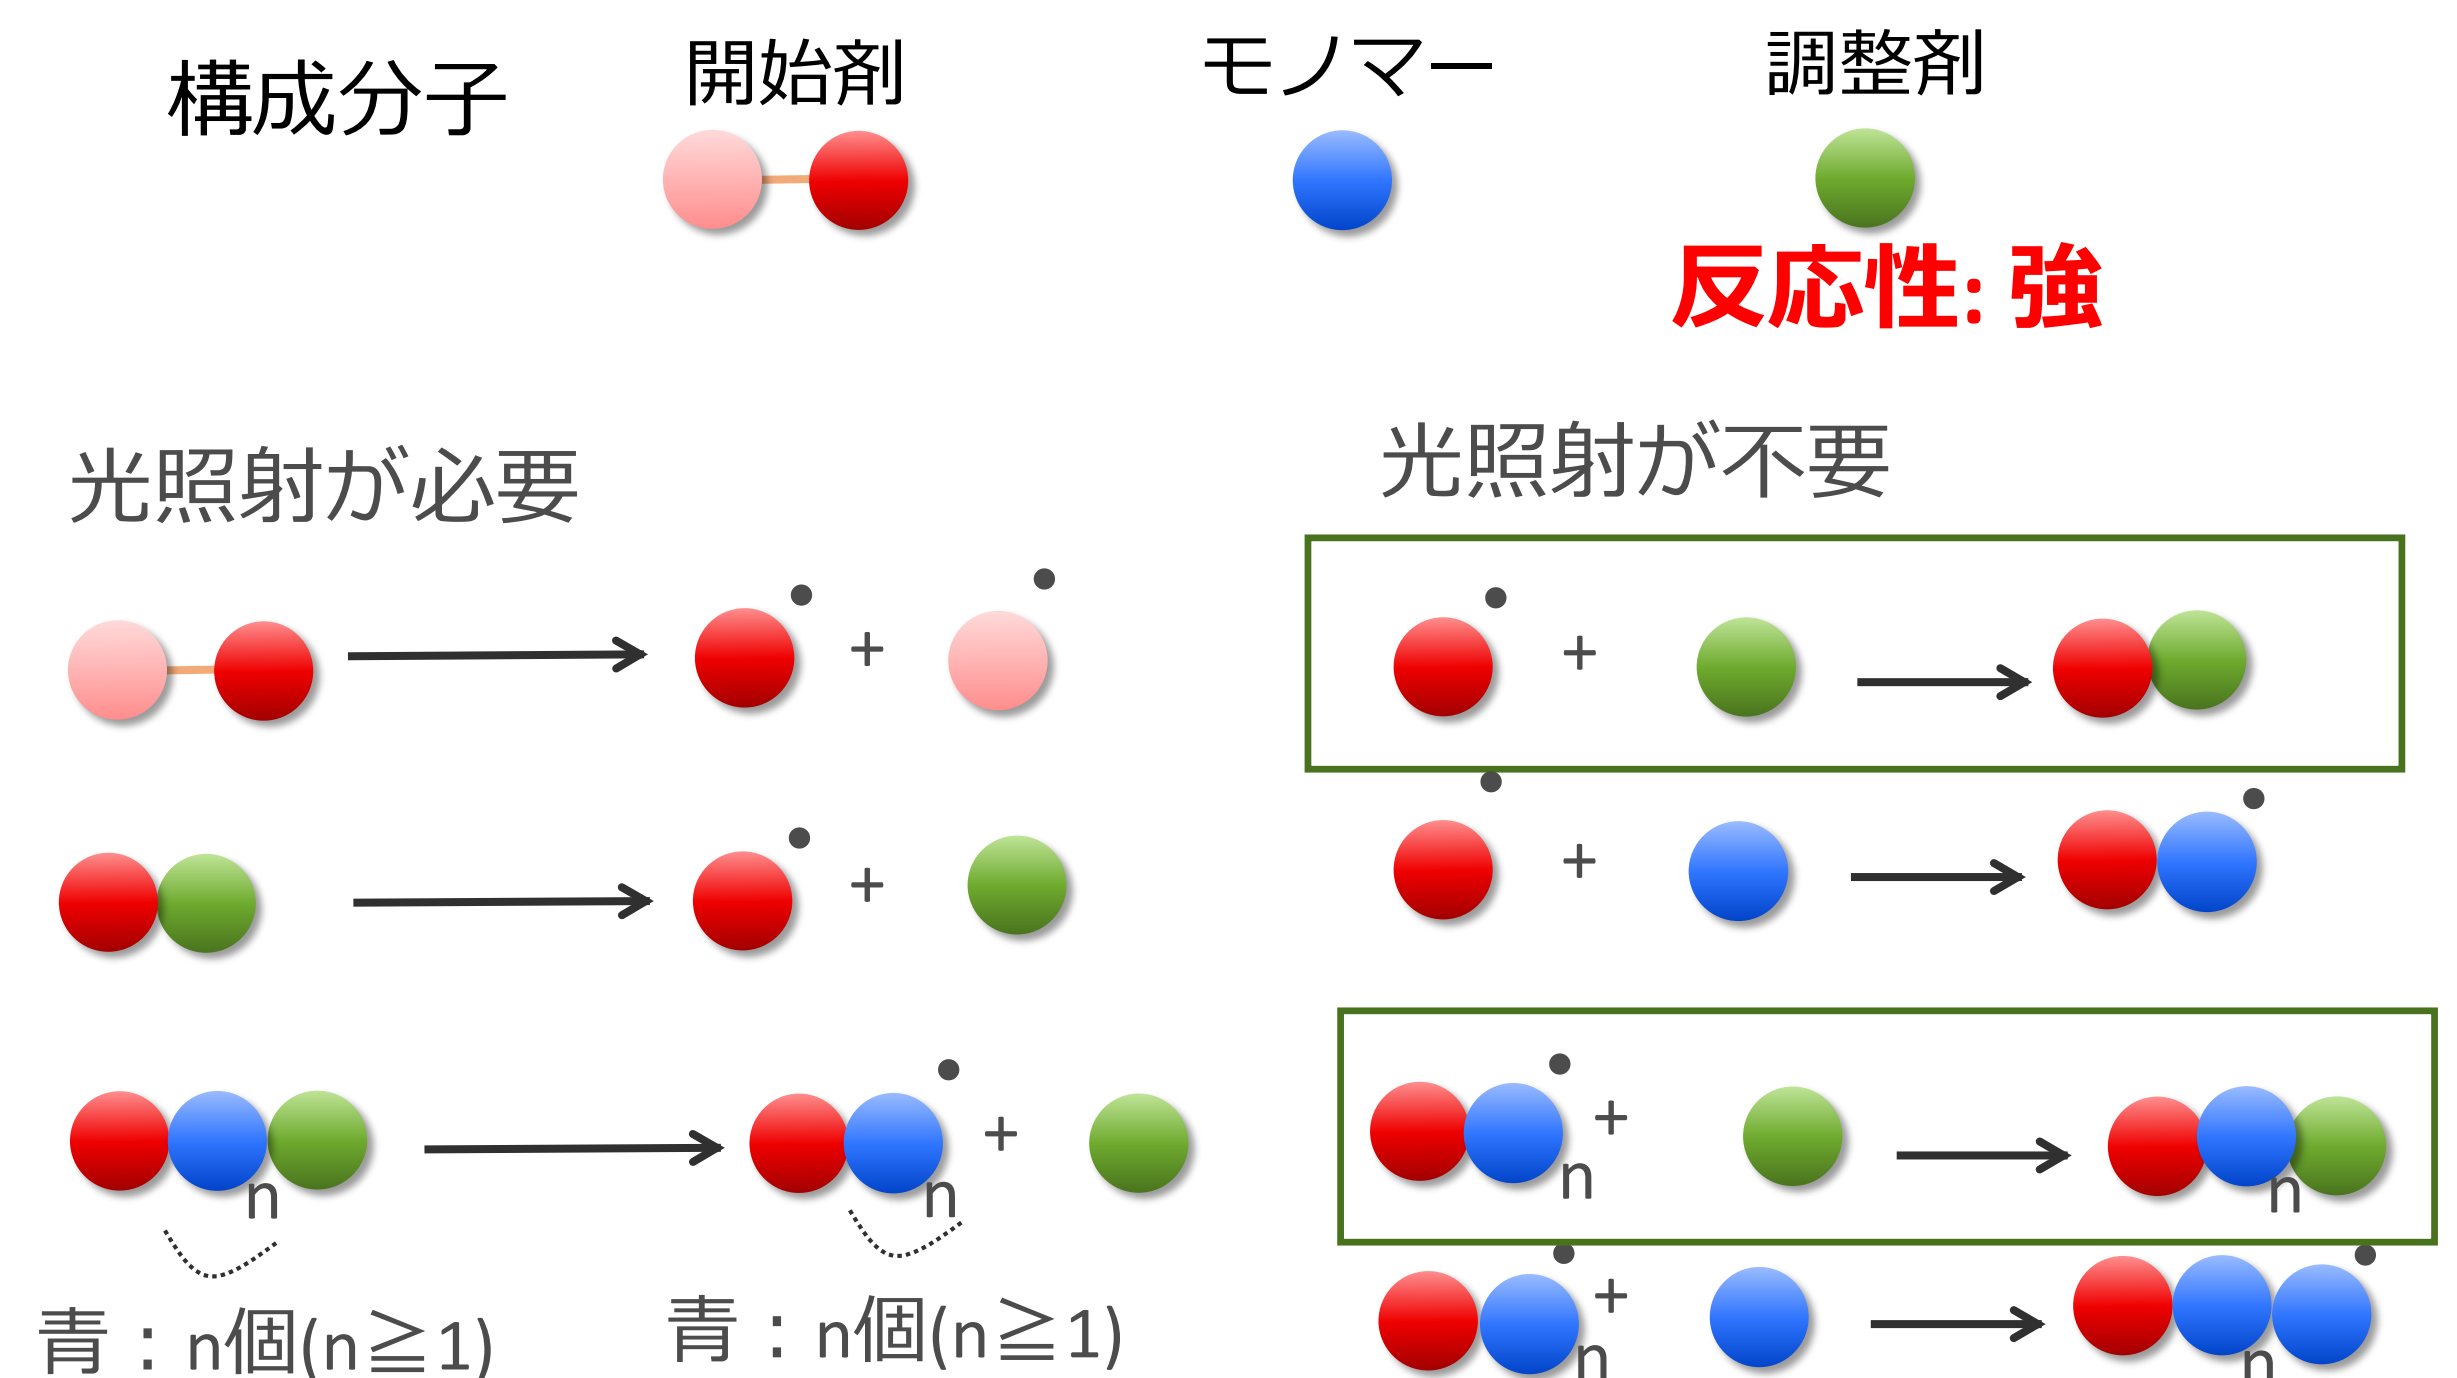 構成分子
開始剤
モノマー
調整剤
反応性: 強
光照射が必要
光照射が不要
+
+
+
+
n
+
n
青：n個(n≧1)
青：n個(n≧1)
+
n
n
+
n
n